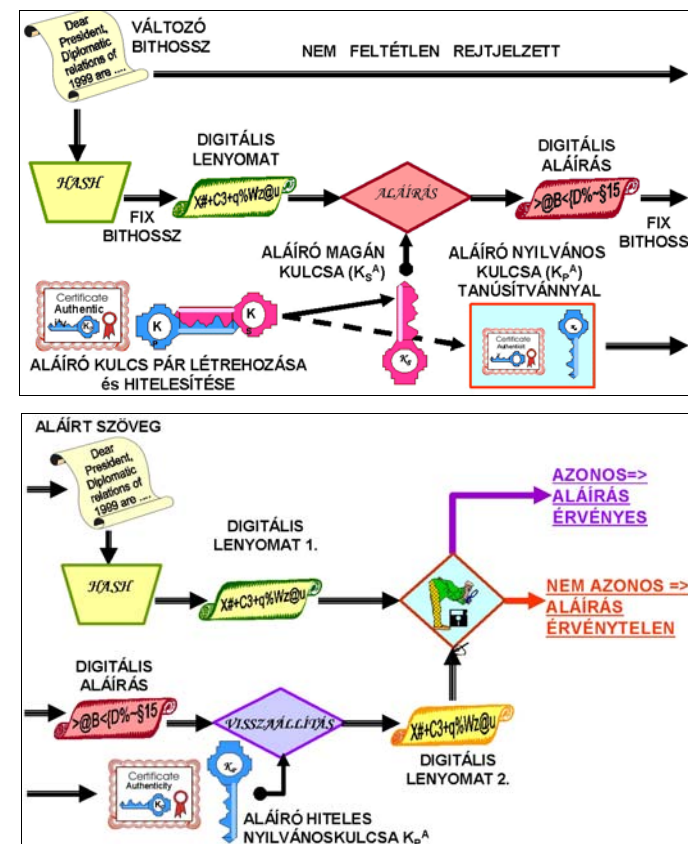 Dear
President,
Diplomatic
relations of
1999 are ....
VÁLTOZÓ
BITHOSSZ
NEM FELTÉTLEN REJTJELZETT
HASH
FIX
BITHOSSZ
DIGITÁLIS
LENYOMAT
X#+C3+q%Wz@u
ALÁÍRÁS
DIGITÁLIS
ALÁÍRÁS
>@B<{D%~§15
FIX
BITHOSSZ
ALÁÍRÓ MAGÁN
KULCSA (KSᴬ)
ALÁÍRÓ NYILVÁNOS
KULCSA (KPᴬ)
TANÚSÍTVÁNNYAL
Certificate
Authentic
K
K
S
KS
Certificate
ALÁÍRÓ KULCS PÁR LÉTREHOZÁSA
és HITELESÍTÉSE
ALÁÍRT SZÖVEG
Dear
President,
Diplomatic
relations of
1999 are ....
HASH
DIGITÁLIS
LENYOMAT 1.
X#+C3+q%Wz@u
AZONOS=>
ALÁÍRÁS
ÉRVÉNYES
NEM AZONOS =>
ALÁÍRÁS
ÉRVÉNYTELEN
DIGITÁLIS
ALÁÍRÁS
>@B<{D%~§15
VISSZAÁLLÍTÁS
X#+C3+q%Wz@u
DIGITÁLIS
LENYOMAT 2.
Certificate
Authenticity
ALÁÍRÓ HITELES
NYILVÁNOSKULCSA KPᴬ